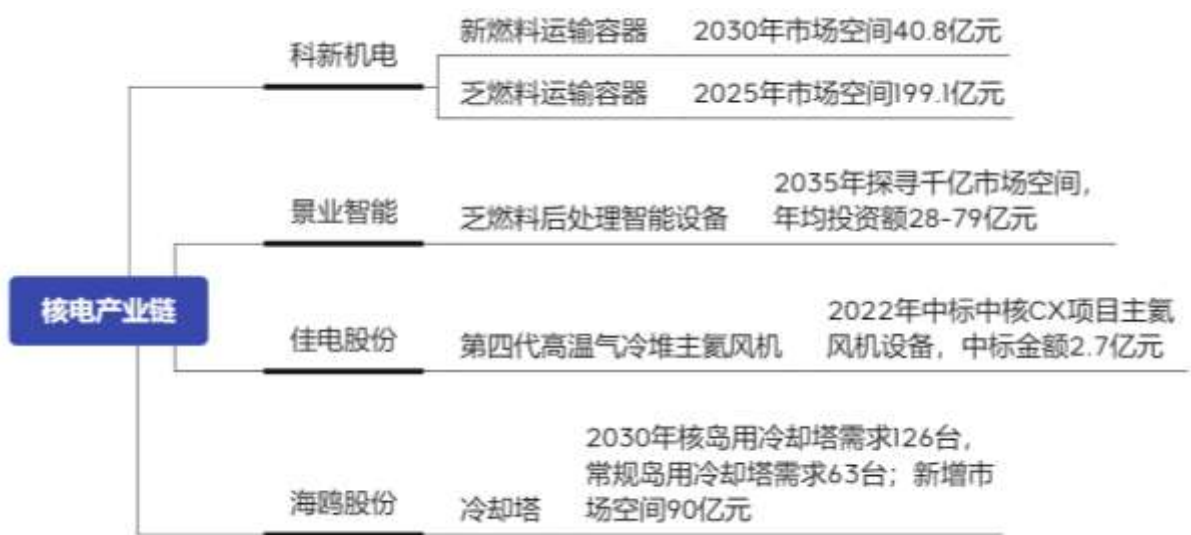 核电产业链
科新机电
新燃料运输容器 2030年市场空间40.8亿元
乏燃料运输容器 2025年市场空间199.1亿元
景业智能
乏燃料后处理智能设备
2035年探寻千亿市场空间,
年均投资额28-79亿元
佳电股份
第四代高温气冷堆主氦风机
2022年中标中核CX项目主氦
风机设备，中标金额2.7亿元
海鸥股份
冷却塔
2030年核岛用冷却塔需求126台,
常规岛用冷却塔需求63台；新增市
场空间90亿元